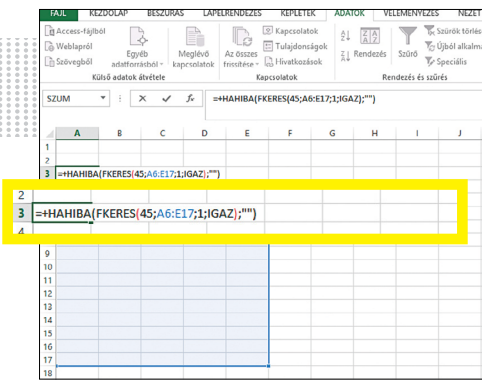 FÁJL KEZDŐLAP BESZÚRÁS LAPELRENDEZÉS KÉPLETEK ADATOK VÉLEMÉNYEZÉS NÉZET
Access-fájlból
Weblapról
Szövegből
Egyéb adatforrásból
Meglévő kapcsolatok
Külső adatok átvétele
Az összes frissítése
Kapcsolatok
Tulajdonságok
Hivatkozások
Kapcsolatok
Rendezés
Szűrő
Szűrők törlés
Újból alkalma
Speciális
Rendezés és szűrés
SZUM fx =+HAHIBA(FKERES(45;A6:E17;1;IGAZ);"")
A B C D E F G H I J
1
2
3 =+HAHIBA(FKERES(45;A6:E17;1;IGAZ);"")
2
3 =+HAHIBA(FKERES(45;A6:E17;1;IGAZ);"")
4
9
10
11
12
13
14
15
16
17
18